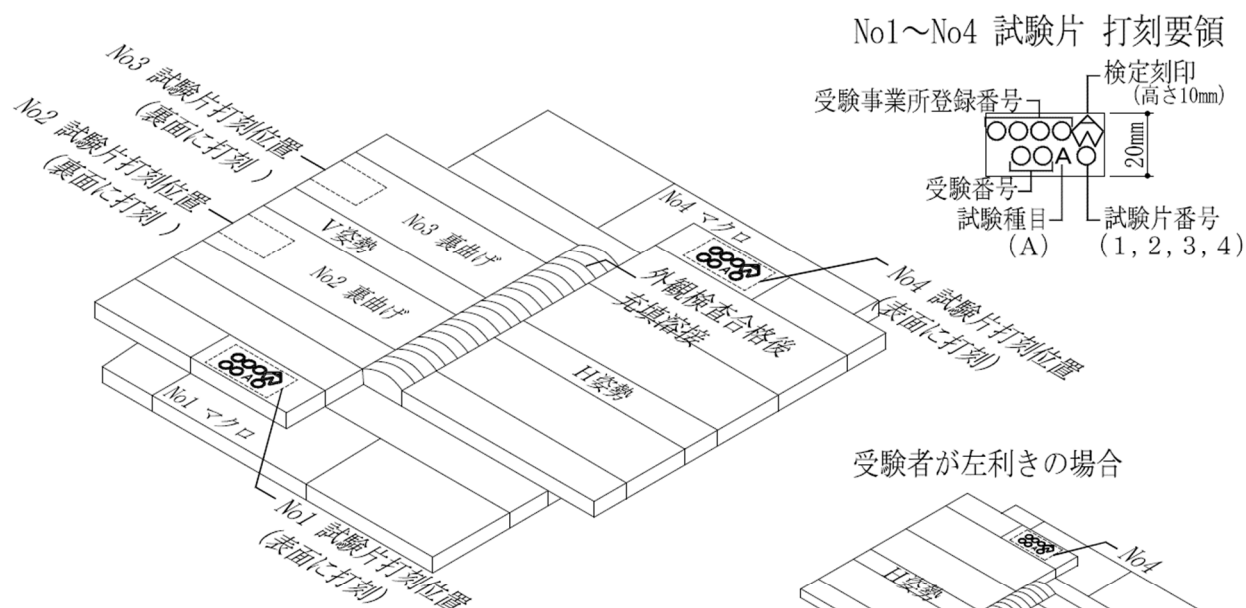 No1～No4 試験片 打刻要領
検定刻印
(高さ10mm)
受験事業所登録番号
○○○○
○○A○
20mm
受験番号
試験種目
(A)
試験片番号
(1,2,3,4)
No3 試験片打刻位置
(裏面に打刻 )
No2 試験片打刻位置
(裏面に打刻 )
No4 マクロ
No3 裏曲げ
V姿勢
No2 裏曲げ
○○○○
○○A○
外観検査合格後
充填溶接
No4 試験片打刻位置
(表面に打刻)
H姿勢
○○○○
○○A○
No1 マクロ
No1 試験片打刻位置
(表面に打刻)
受験者が左利きの場合
○○○○
○○A○
No4
H姿勢